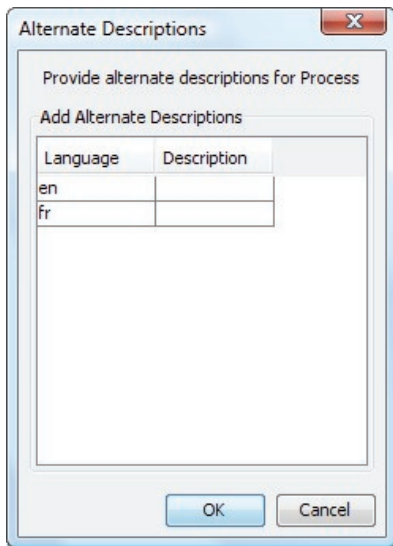 Alternate Descriptions
Provide alternate descriptions for Process
Add Alternate Descriptions
Language Description
en
fr
OK Cancel